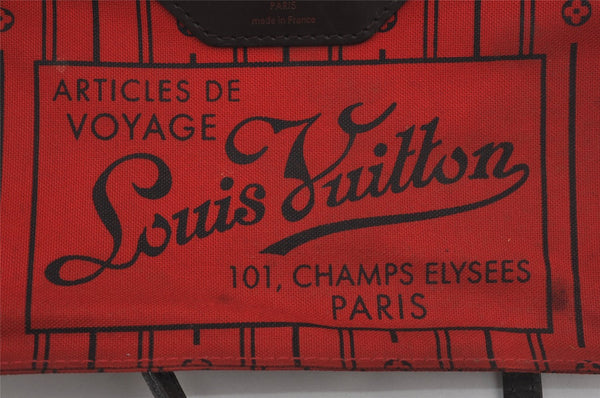 PARIS
made in France
ARTICLES DE
VOYAGE
Louis Vuitton
101, CHAMPS ELYSEES
PARIS